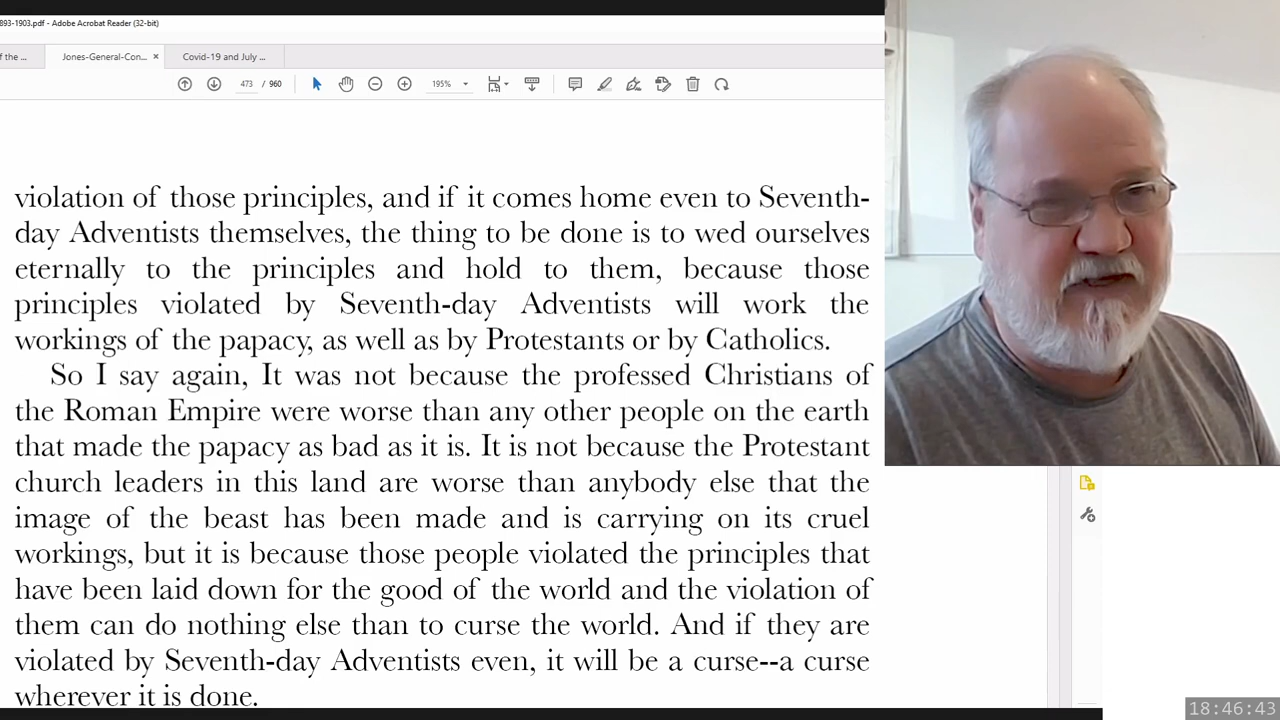 893-1903.pdf - Adobe Acrobat Reader (32-bit)
f the ...
Jones-General-Con...
×
Covid-19 and July ...
473 / 960
195%
violation of those principles, and if it comes home even to Seventh-
day Adventists themselves, the thing to be done is to wed ourselves
eternally to the principles and hold to them, because those
principles violated by Seventh-day Adventists will work the
workings of the papacy, as well as by Protestants or by Catholics.
So I say again, It was not because the professed Christians of
the Roman Empire were worse than any other people on the earth
that made the papacy as bad as it is. It is not because the Protestant
church leaders in this land are worse than anybody else that the
image of the beast has been made and is carrying on its cruel
workings, but it is because those people violated the principles that
have been laid down for the good of the world and the violation of
them can do nothing else than to curse the world. And if they are
violated by Seventh-day Adventists even, it will be a curse--a curse
wherever it is done.
18:46:43